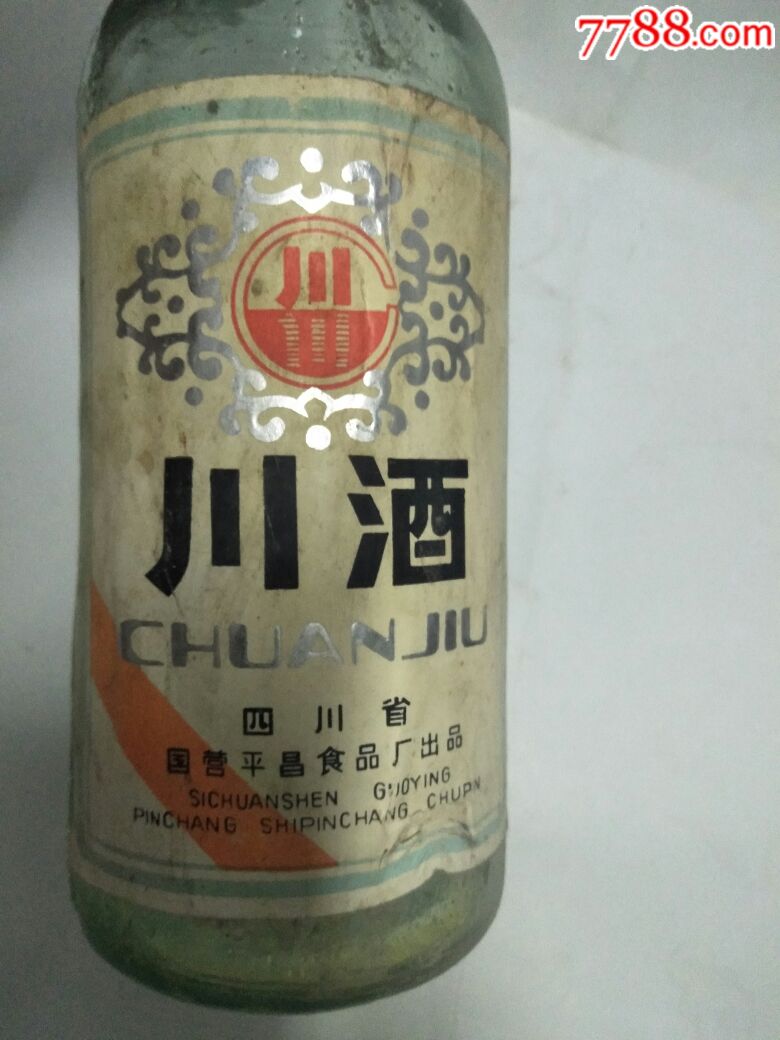 7788.com
川
川酒
CHUANJIU
四川省
国营平昌食品厂出品
SICHUANSHEN GUOYING
PINCHANG SHIPINCHANG CHUPN